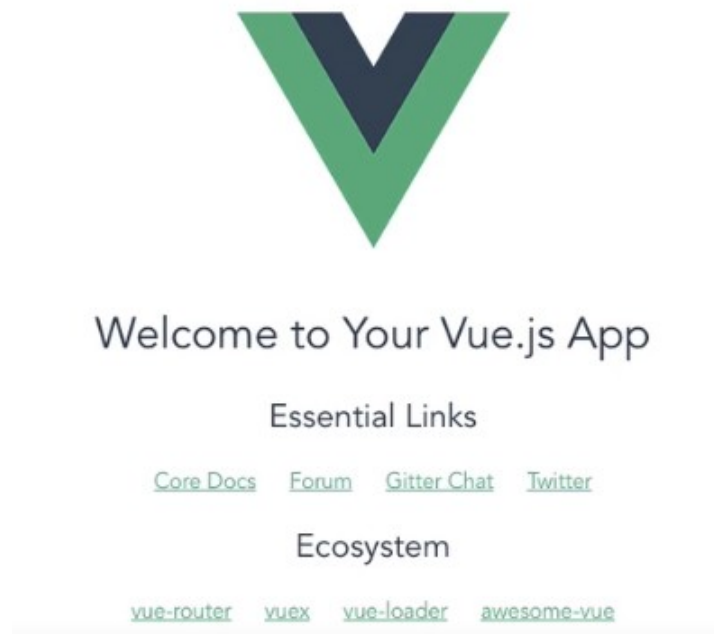 Welcome to Your Vue.js App
Essential Links
Core Docs Forum Gitter Chat Twitter
Ecosystem
vue-router vuex vue-loader awesome-vue